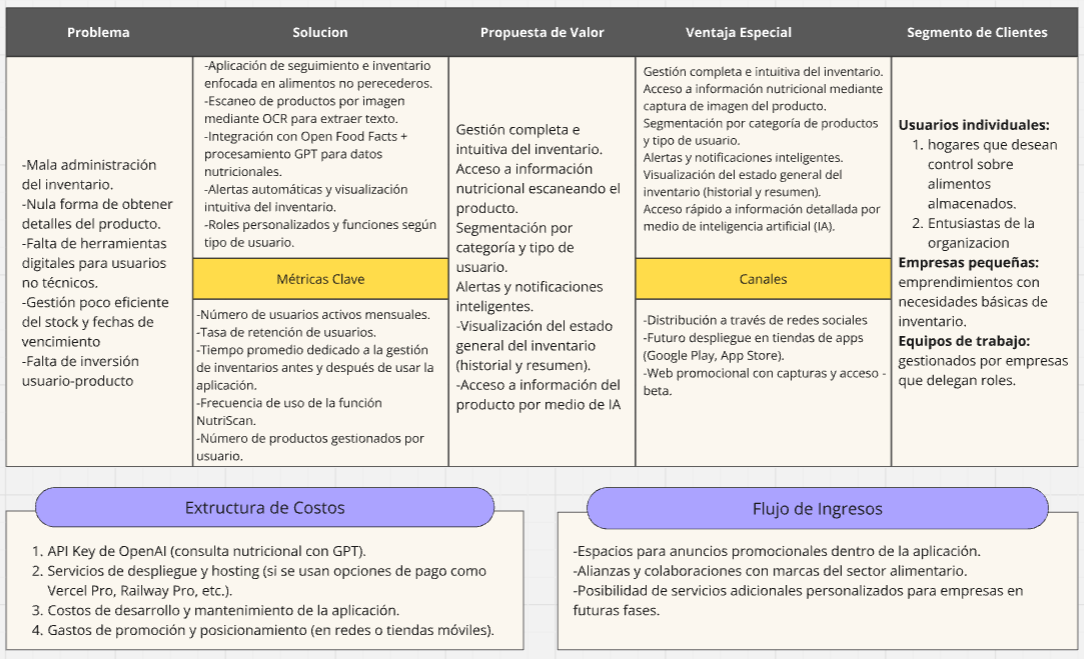 Problema
Solucion
Propuesta de Valor
Ventaja Especial
Segmento de Clientes
-Mala administración
del inventario.
-Nula forma de obtener
detalles del producto.
-Falta de herramientas
digitales para usuarios
no técnicos.
-Gestión poco eficiente
del stock y fechas de
vencimiento
-Falta de inversión
usuario-producto
-Aplicación de seguimiento e inventario
enfocada en alimentos no perecederos.
-Escaneo de productos por imagen
mediante OCR para extraer texto.
-Integración con Open Food Facts +
procesamiento GPT para datos
nutricionales.
-Alertas automáticas y visualización
intuitiva del inventario.
-Roles personalizados y funciones según
tipo de usuario.
Métricas Clave
-Número de usuarios activos mensuales.
-Tasa de retención de usuarios.
-Tiempo promedio dedicado a la gestión
de inventarios antes y después de usar la
aplicación.
-Frecuencia de uso de la función
NutriScan.
-Número de productos gestionados por
usuario.
Gestión completa e
intuitiva del inventario.
Acceso a información
nutricional escaneando el
producto.
Segmentación por
categoría y tipo de
usuario.
Alertas y notificaciones
inteligentes.
-Visualización del estado
general del inventario
(historial y resumen).
-Acceso a información del
producto por medio de IA
Gestión completa e intuitiva del inventario.
Acceso a información nutricional mediante
captura de imagen del producto.
Segmentación por categoría de productos
y tipo de usuario.
Alertas y notificaciones inteligentes.
Visualización del estado general del
inventario (historial y resumen).
Acceso rápido a información detallada por
medio de inteligencia artificial (IA).
Canales
-Distribución a través de redes sociales
-Futuro despliegue en tiendas de apps
(Google Play, App Store).
-Web promocional con capturas y acceso -
beta.
Usuarios individuales:
1. hogares que desean
control sobre
alimentos
almacenados.
2. Entusiastas de la
organizacion
Empresas pequeñas:
emprendimientos con
necesidades básicas de
inventario.
Equipos de trabajo:
gestionados por empresas
que delegan roles.
Extructura de Costos
1. API Key de OpenAI (consulta nutricional con GPT).
2. Servicios de despliegue y hosting (si se usan opciones de pago como
Vercel Pro, Railway Pro, etc.).
3. Costos de desarrollo y mantenimiento de la aplicación.
4. Gastos de promoción y posicionamiento (en redes o tiendas móviles).
Flujo de Ingresos
-Espacios para anuncios promocionales dentro de la aplicación.
-Alianzas y colaboraciones con marcas del sector alimentario.
-Posibilidad de servicios adicionales personalizados para empresas en
futuras fases.